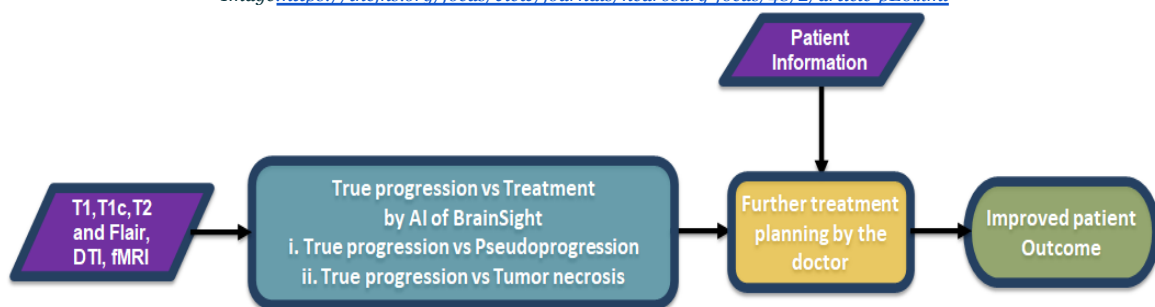 Patient
Information
T1,T1c,T2
and Flair,
DTI, fMRI
True progression vs Treatment
by AI of BrainSight
i. True progression vs Pseudoprogression
ii. True progression vs Tumor necrosis
Further treatment
planning by the
doctor
Improved patient
Outcome